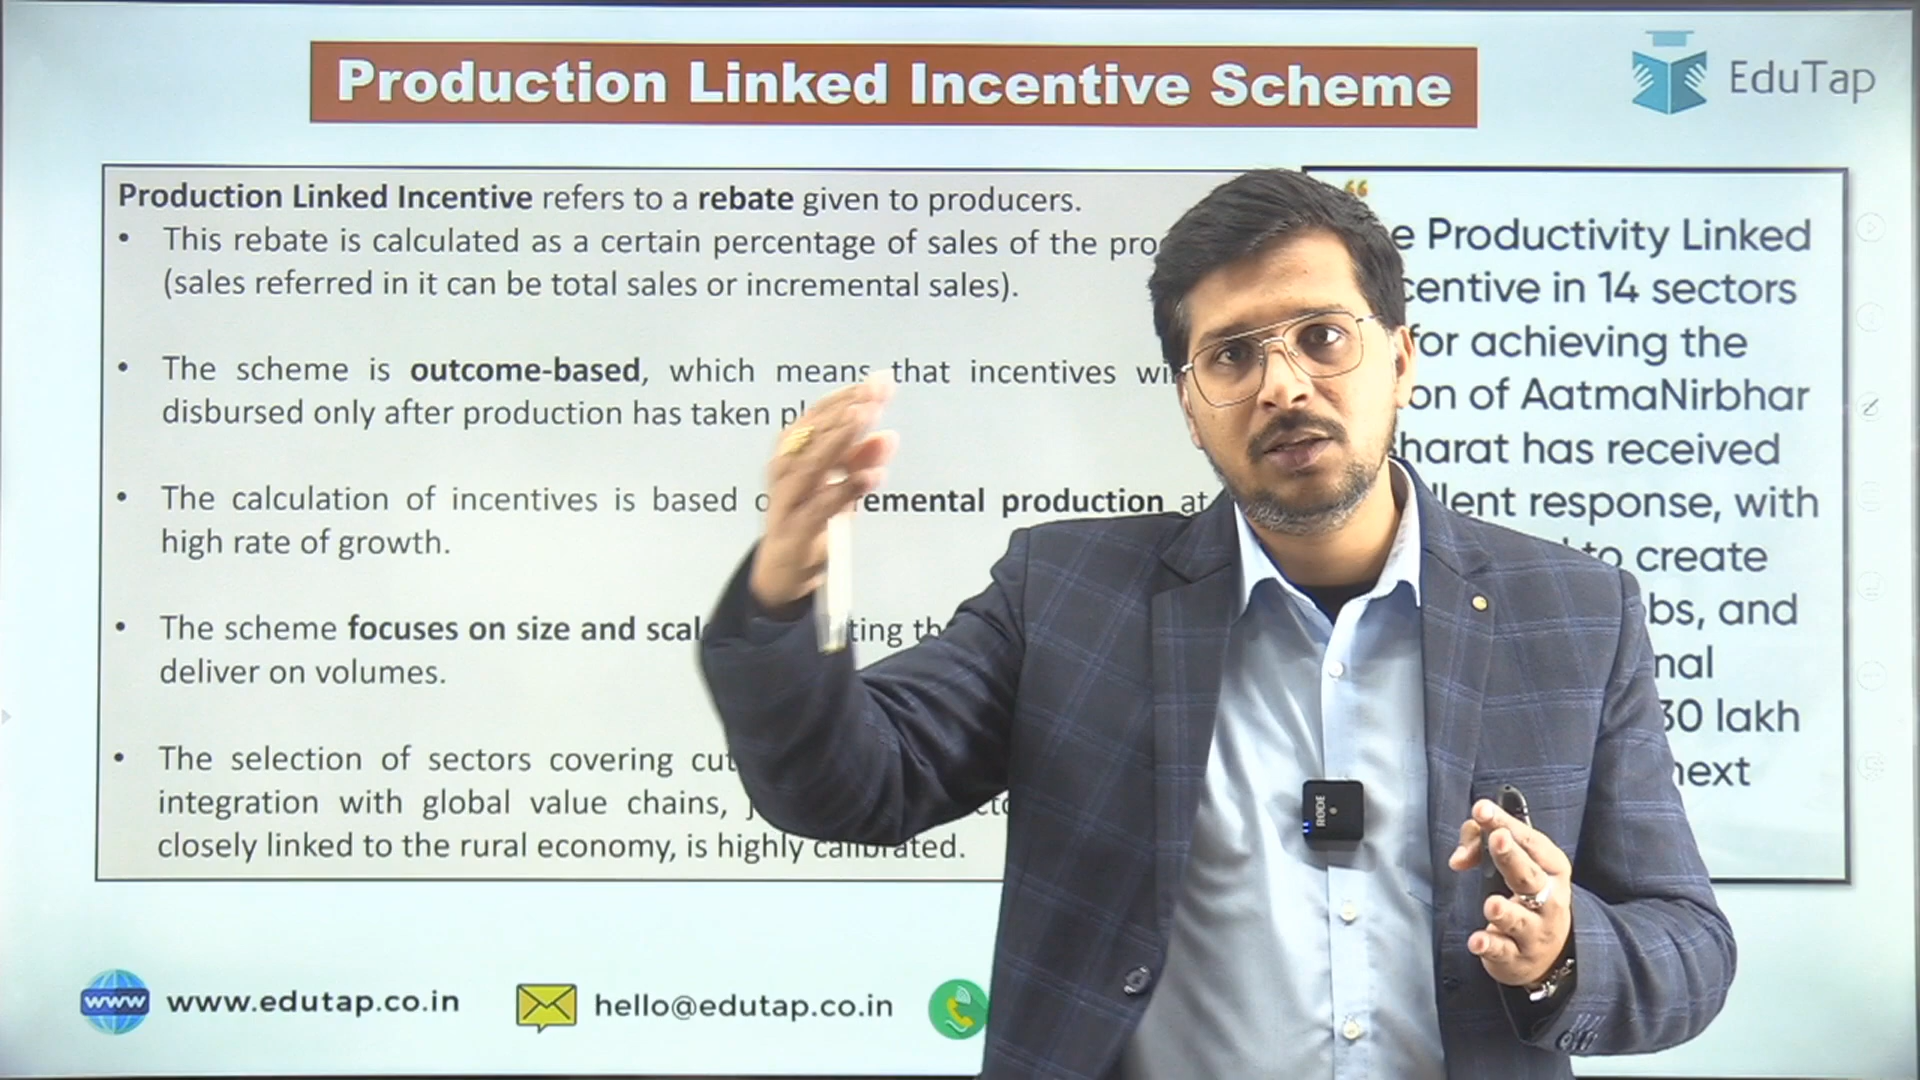 Production Linked Incentive Scheme
EduTap
Production Linked Incentive refers to a rebate given to producers.
• This rebate is calculated as a certain percentage of sales of the
(sales referred in it can be total sales or incremental sales).
• The scheme is outcome-based, which means that incentives
disbursed only after production has taken
• The calculation of incentives is based emental production at
high rate of growth.
• The scheme focuses on size and
deliver on volumes.
• The selection of sectors covering
integration with global value chains,
closely linked to the rural economy, is highly calibrated.
“
e Productivity Linked
centive in 14 sectors
for achieving the
on of AatmaNirbhar
harat has received
llent response, with
to create
bs, and
nal
30 lakh
next
RODE
www
www.edutap.co.in
hello@edutap.co.in